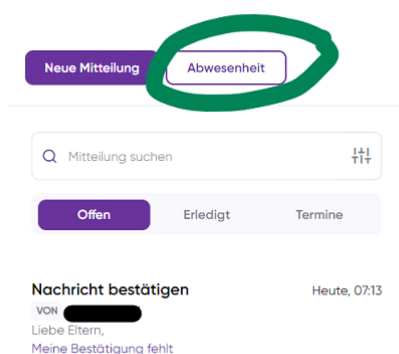 Neue Mitteilung
Abwesenheit
Mitteilung suchen
Offen
Erledigt
Termine
Nachricht bestätigen
Heute, 07:13
VON
Liebe Eltern,
Meine Bestätigung fehlt